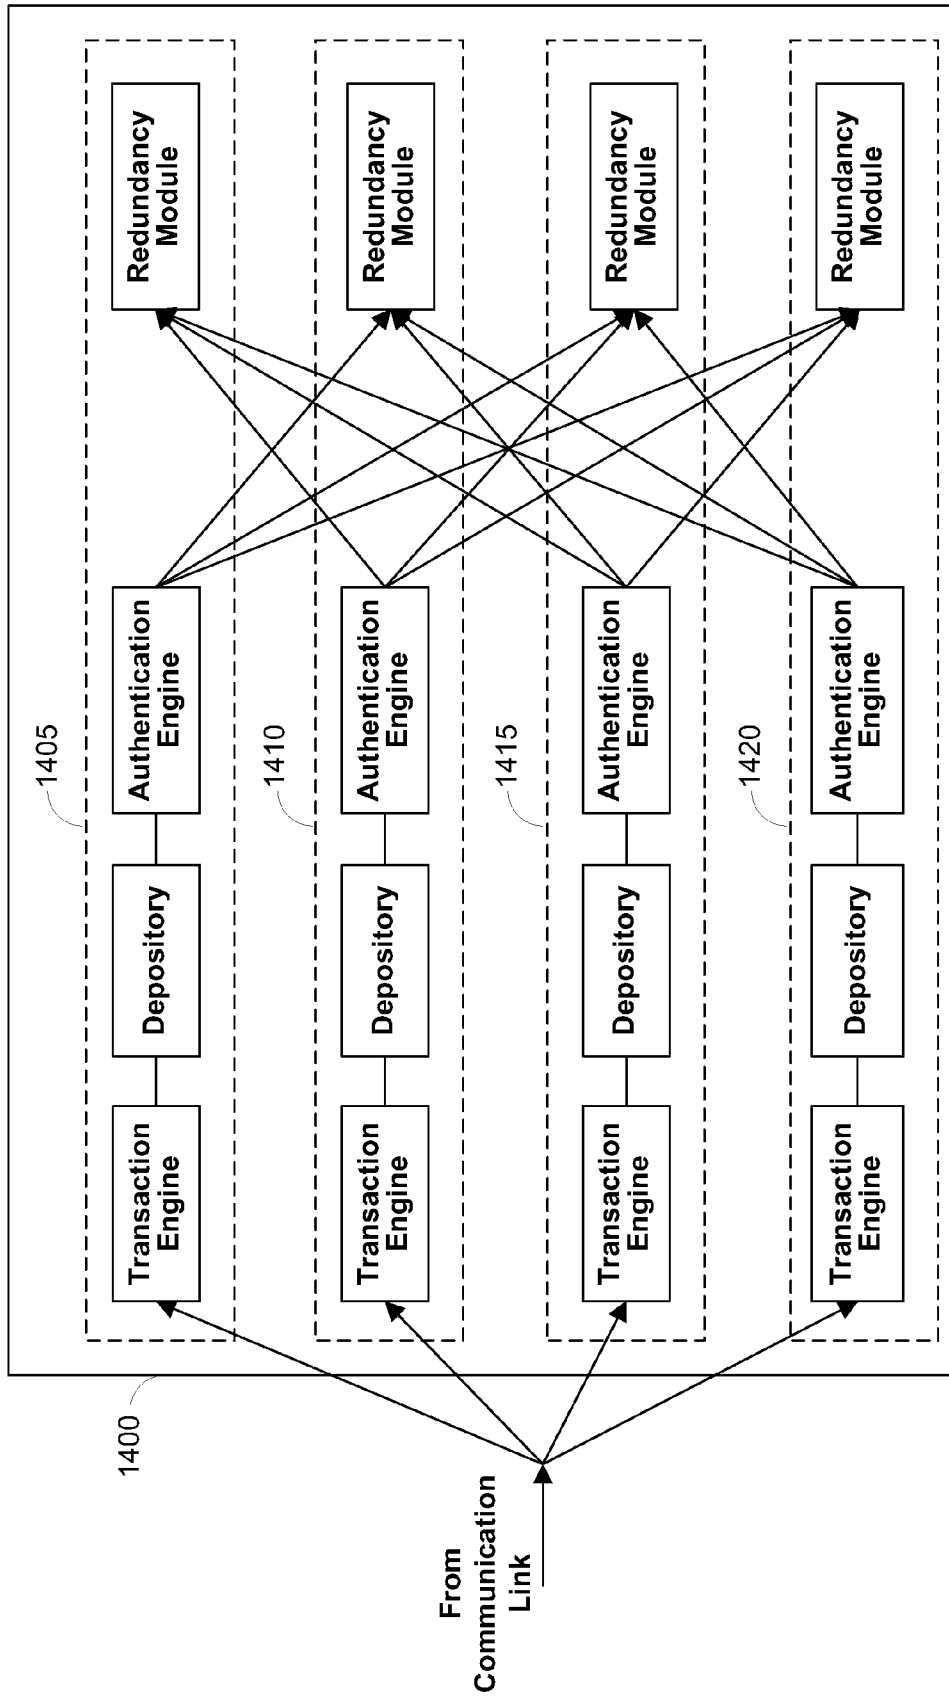 1400
From
Communication
Link
1405
Transaction
Engine
Depository
Authentication
Engine
Redundancy
Module
1410
Transaction
Engine
Depository
Authentication
Engine
Redundancy
Module
1415
Transaction
Engine
Depository
Authentication
Engine
Redundancy
Module
1420
Transaction
Engine
Depository
Authentication
Engine
Redundancy
Module